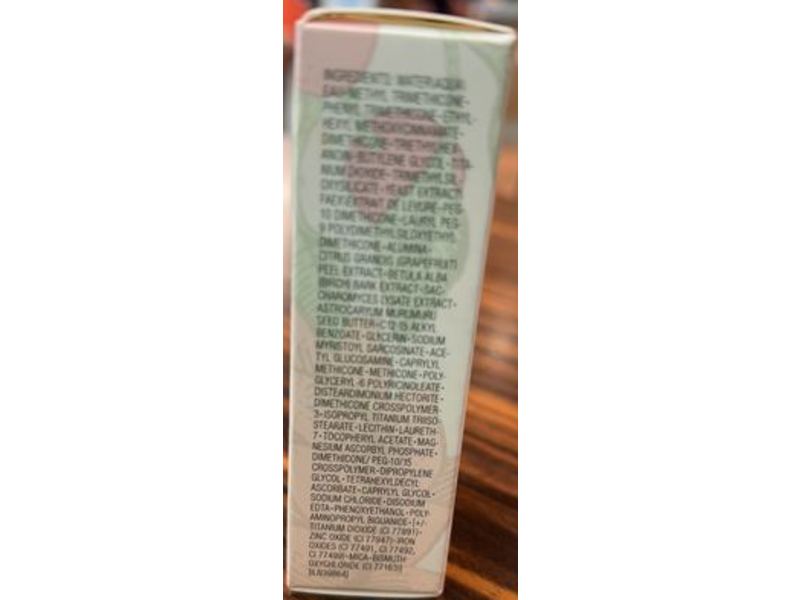 INGREDIENTS: WATER\AQUA\
EAU•METHYL TRIMETHICONE•
PHENYL TRIMETHICONE•ETHYL-
HEXYL METHOXYCINNAMATE•
DIMETHICONE•TRIETHYLHEX-
ANOIN•BUTYLENE GLYCOL•TITA-
NIUM DIOXIDE•TRIMETHYLSIL-
OXYSILICATE•YEAST EXTRACT\
FAEX\EXTRAIT DE LEVURE•PEG-
10 DIMETHICONE•LAURYL PEG-
9 POLYDIMETHYLSILOXYETHYL
DIMETHICONE•ALUMINA•
CITRUS GRANDIS (GRAPEFRUIT)
PEEL EXTRACT•BETULA ALBA
(BIRCH) BARK EXTRACT•SAC-
CHAROMYCES LYSATE EXTRACT•
ASTROCARYUM MURUMURU
SEED BUTTER•C12-15 ALKYL
BENZOATE•GLYCERIN•SODIUM
MYRISTOYL SARCOSINATE•ACE-
TYL GLUCOSAMINE•CAPRYLYL
METHICONE•METHICONE•POLY-
GLYCERYL-6 POLYRICINOLEATE•
DISTEARDIMONIUM HECTORITE•
DIMETHICONE CROSSPOLYMER-
3•ISOPROPYL TITANIUM TRIISO-
STEARATE•LECITHIN•LAURETH-
7•TOCOPHERYL ACETATE•MAG-
NESIUM ASCORBYL PHOSPHATE•
DIMETHICONE/ PEG-10/15
CROSSPOLYMER•DIPROPYLENE
GLYCOL•TETRAHEXYLDECYL
ASCORBATE•CAPRYLYL GLYCOL•
SODIUM CHLORIDE•DISODIUM
EDTA•PHENOXYETHANOL•POLY-
AMINOPROPYL BIGUANIDE•[+/-
TITANIUM DIOXIDE (CI 77891)•
ZINC OXIDE (CI 77947)•IRON
OXIDES (CI 77491, CI 77492,
CI 77499)•MICA•BISMUTH
OXYCHLORIDE (CI 77163)]